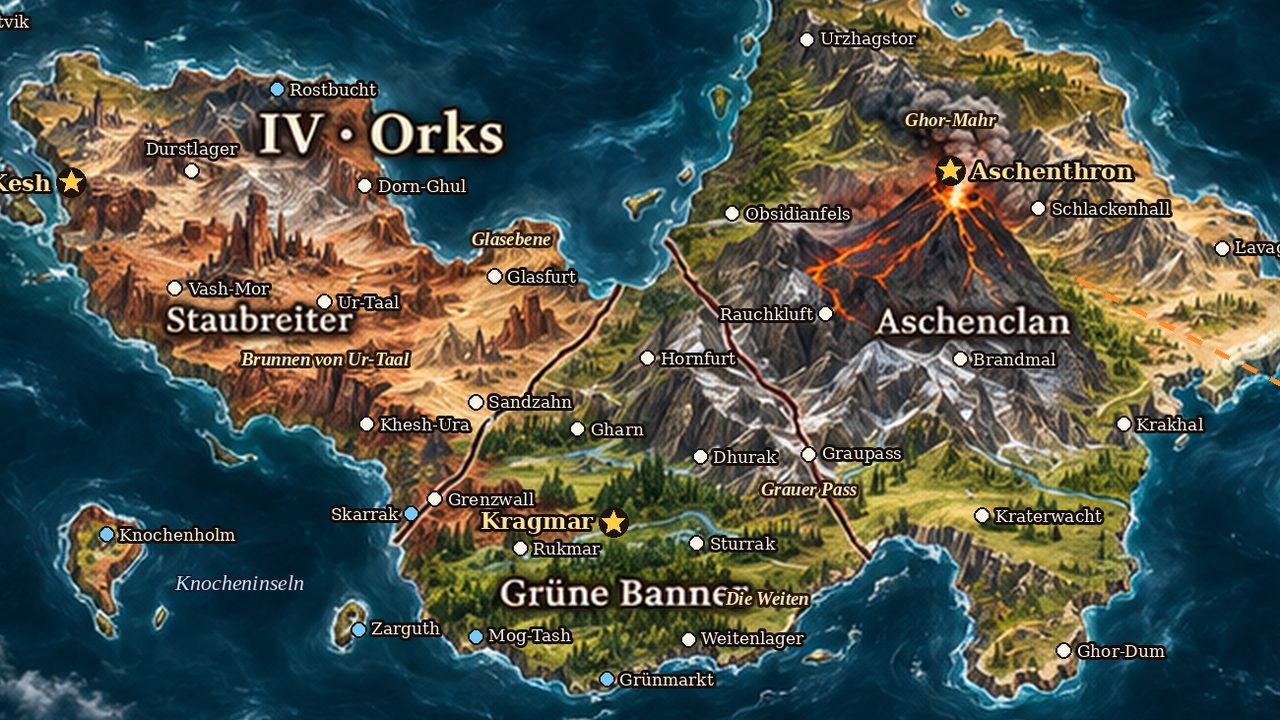 tvik
Urzhagstor
Rostbucht
IV · Orks
Ghor-Mahr
Durstlager
Kesh
Dorn-Ghul
Aschenthron
Obsidianfels
Schlackenhall
Glasebene
Lavag
Glasfurt
Vash-Mor
Ur-Taal
Staubreiter
Rauchkluft
Aschenclan
Brunnen von Ur-Taal
Hornfurt
Brandmal
Sandzahn
Khesh-Ura
Gharn
Krakhal
Dhurak
Graupass
Grauer Pass
Grenzwall
Skarrak
Kragmar
Kraterwacht
Knochenholm
Rukmar
Sturrak
Knocheninseln
Grüne Banner
Die Weiten
Zarguth
Mog-Tash
Weitenlager
Ghor-Dum
Grünmarkt